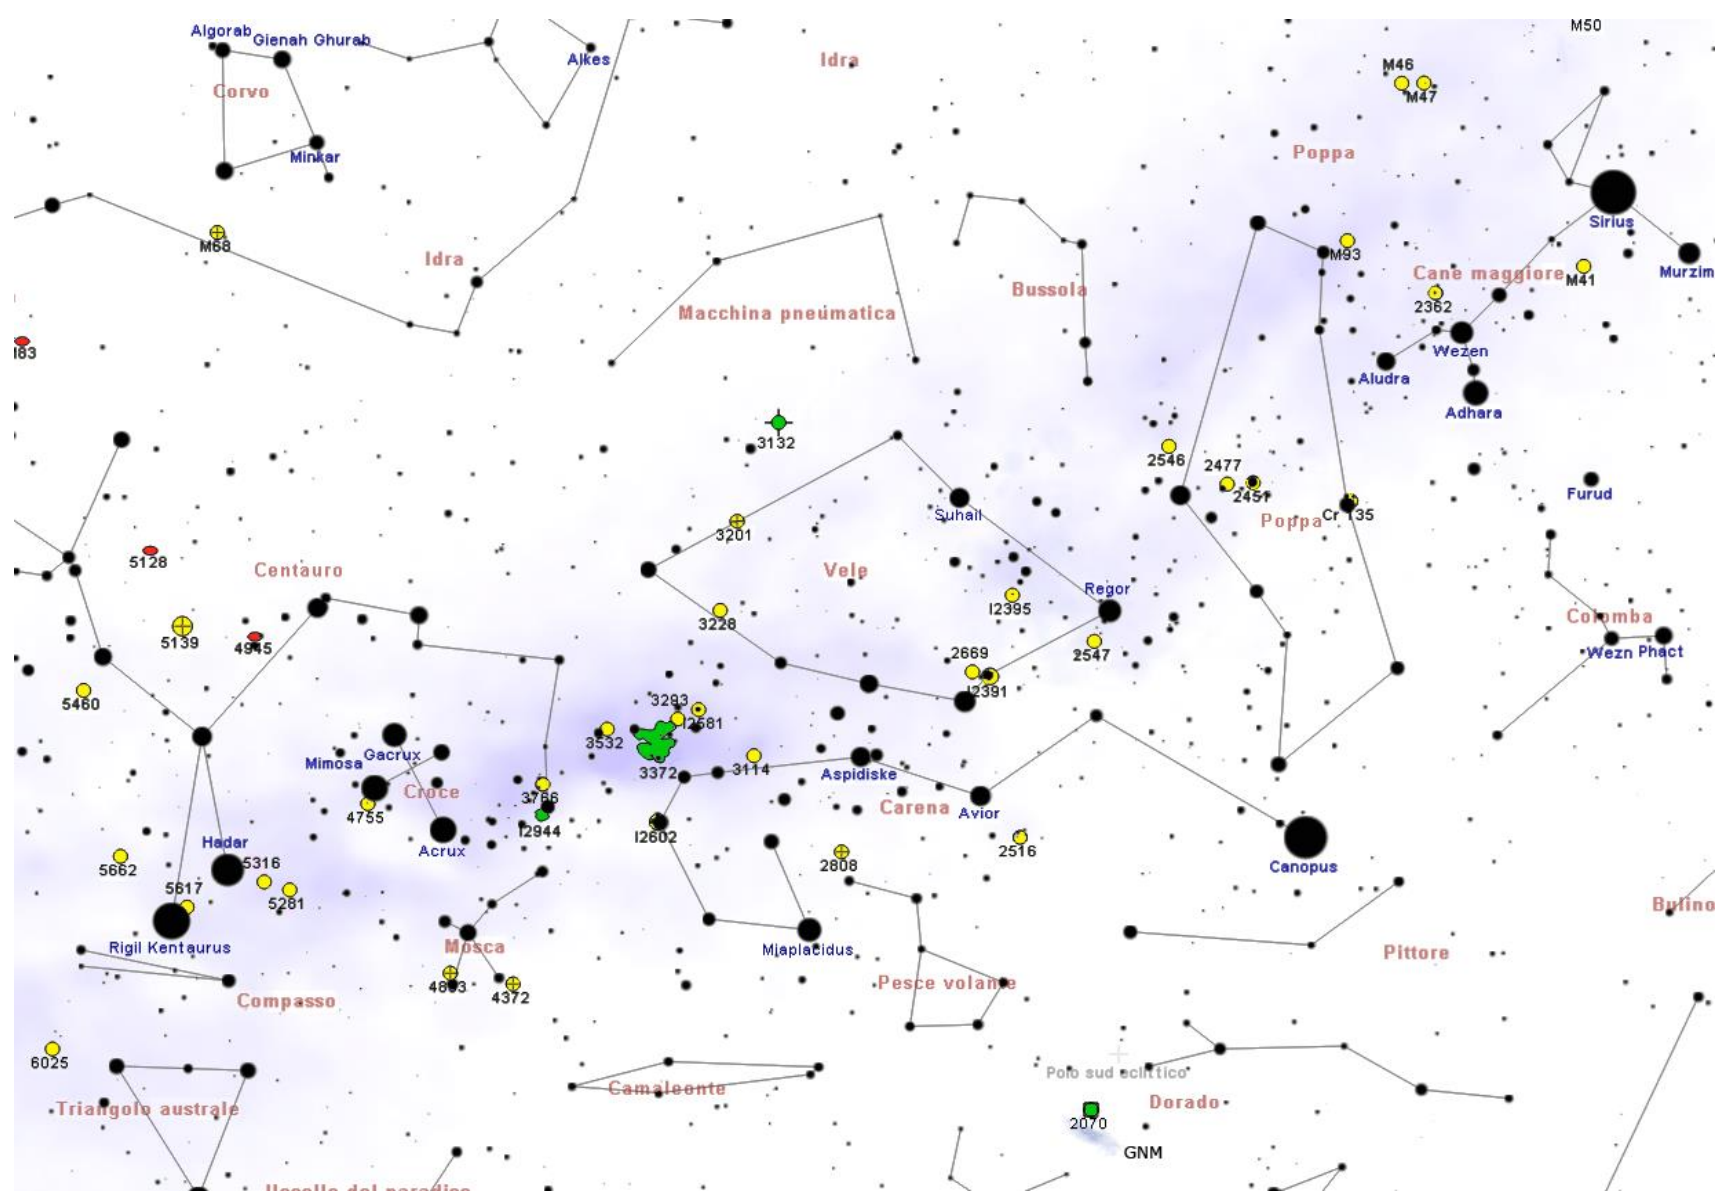 M50
Algorab
Gienah Ghurab
Alkes
Idra
M46
M47
Corvo
Minkar
Poppa
Sirius
M68
Idra
M93
Cane maggiore
M41
Murzim
Bussola
Macchina pneumatica
2362
Wezen
Aludra
Adhara
3132
2546
2477
2451
Furud
Suhail
Poppa
Cr 135
3201
5128
Centauro
Vele
Regor
I2395
3228
Colomba
5139
4945
2547
2669
Wezn
Phact
I2391
5460
3293
I2581
3532
3372
3114
Aspidiske
Gacrux
Mimosa
Croce
3766
Carena
Avior
4755
I2944
I2602
Acrux
Hadar
2516
2808
Canopus
5662
5316
5617
5281
Bulino
Rigil Kentaurus
Mosca
Miaplacidus
Pittore
4833
4372
Pesce volante
Compasso
6025
Polo sud eclittico
Camaleonte
Triangolo australe
Dorado
2070
GNM